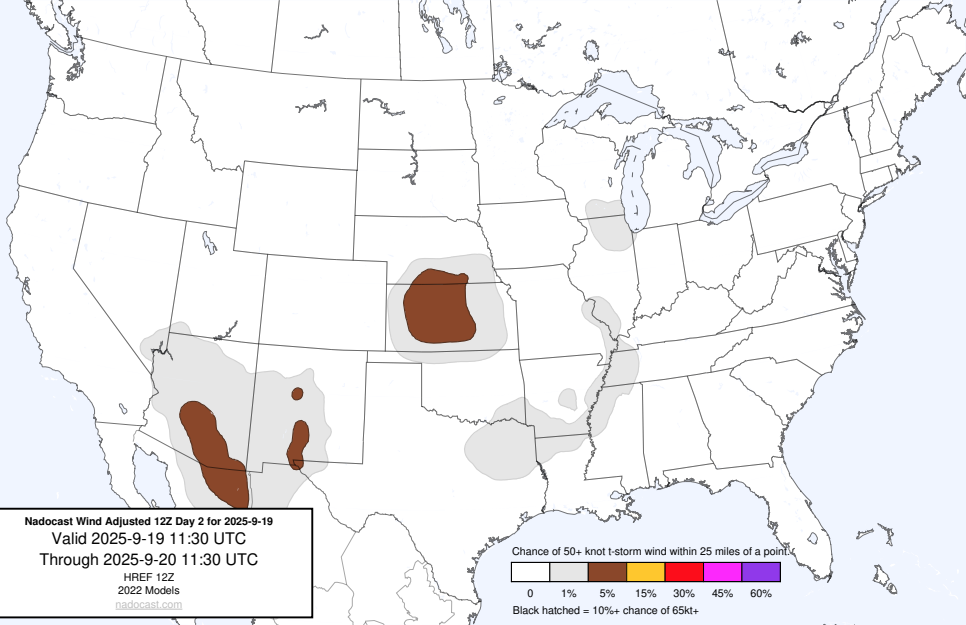 Nadocast Wind Adjusted 12Z Day 2 for 2025-9-19
Valid 2025-9-19 11:30 UTC
Through 2025-9-20 11:30 UTC
HREF 12Z
2022 Models
nadocast.com
Chance of 50+ knot t-storm wind within 25 miles of a point.
0 1% 5% 15% 30% 45% 60%
Black hatched = 10%+ chance of 65kt+